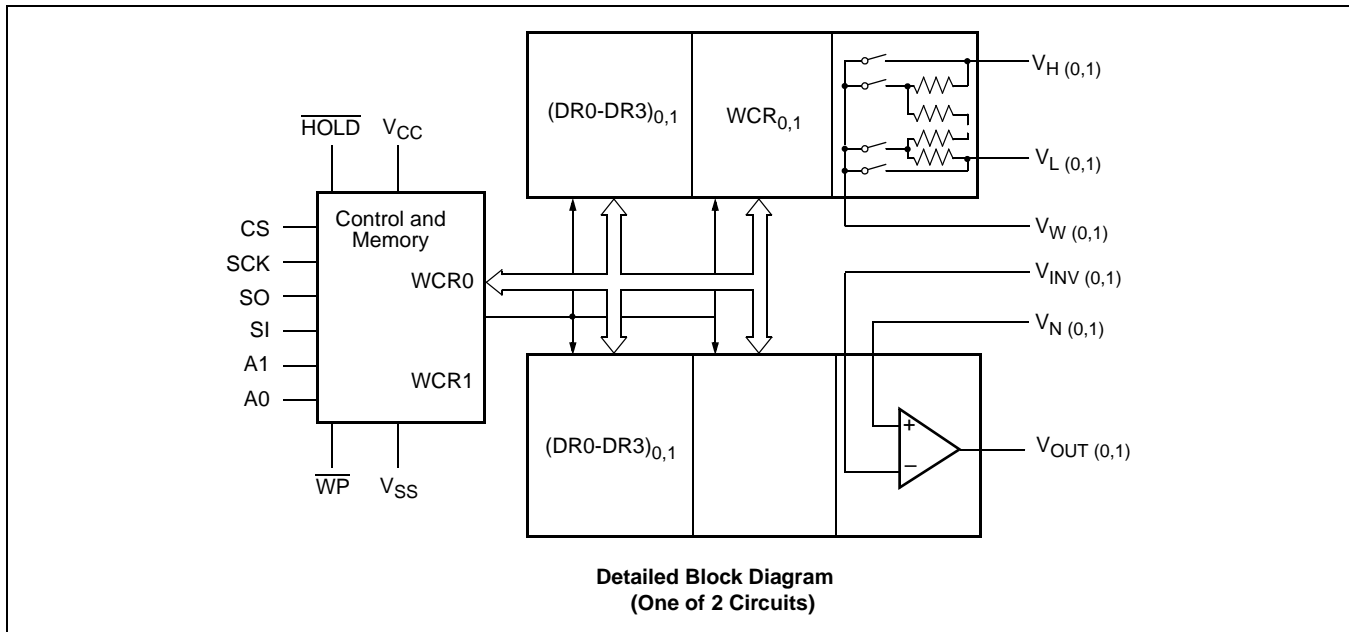 HOLD VCC
CS
SCK
SO
SI
A1
A0
Control and
Memory
WCR0
WCR1
WP VSS
(DR0-DR3)0,1
WCR0,1
VH (0,1)
VL (0,1)
VW (0,1)
VINV (0,1)
VN (0,1)
(DR0-DR3)0,1
+
−
VOUT (0,1)
Detailed Block Diagram
(One of 2 Circuits)